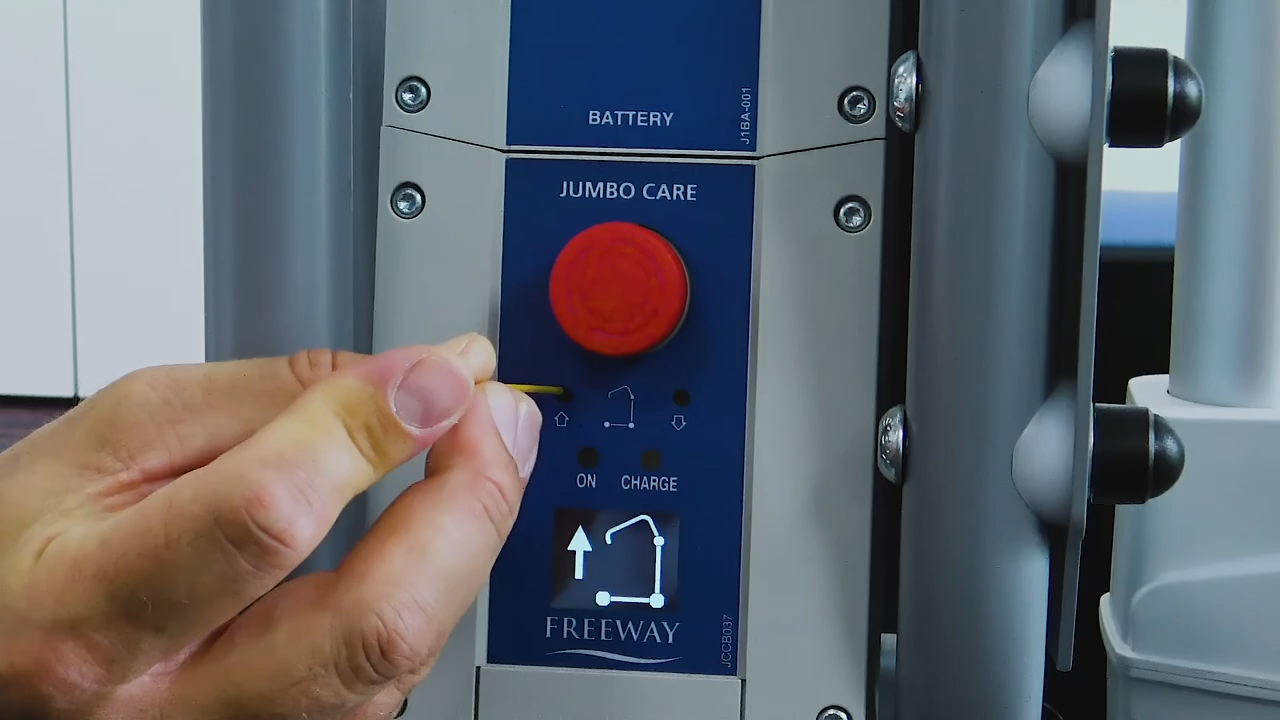 BATTERY
J1BA-001
JUMBO CARE
ON
CHARGE
FREEWAY
JCCB037